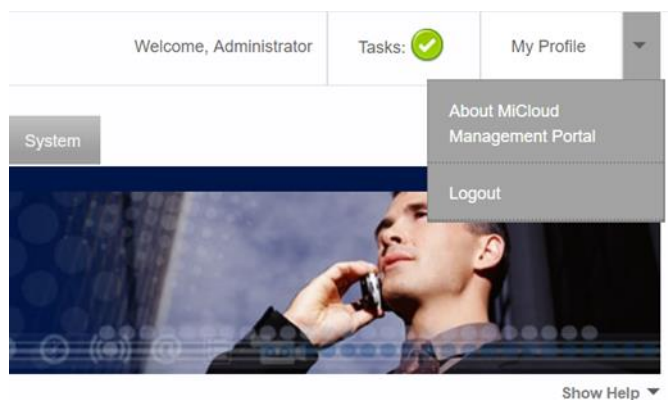 Welcome, Administrator
Tasks:
My Profile
About MiCloud
Management Portal
System
Logout
Show Help